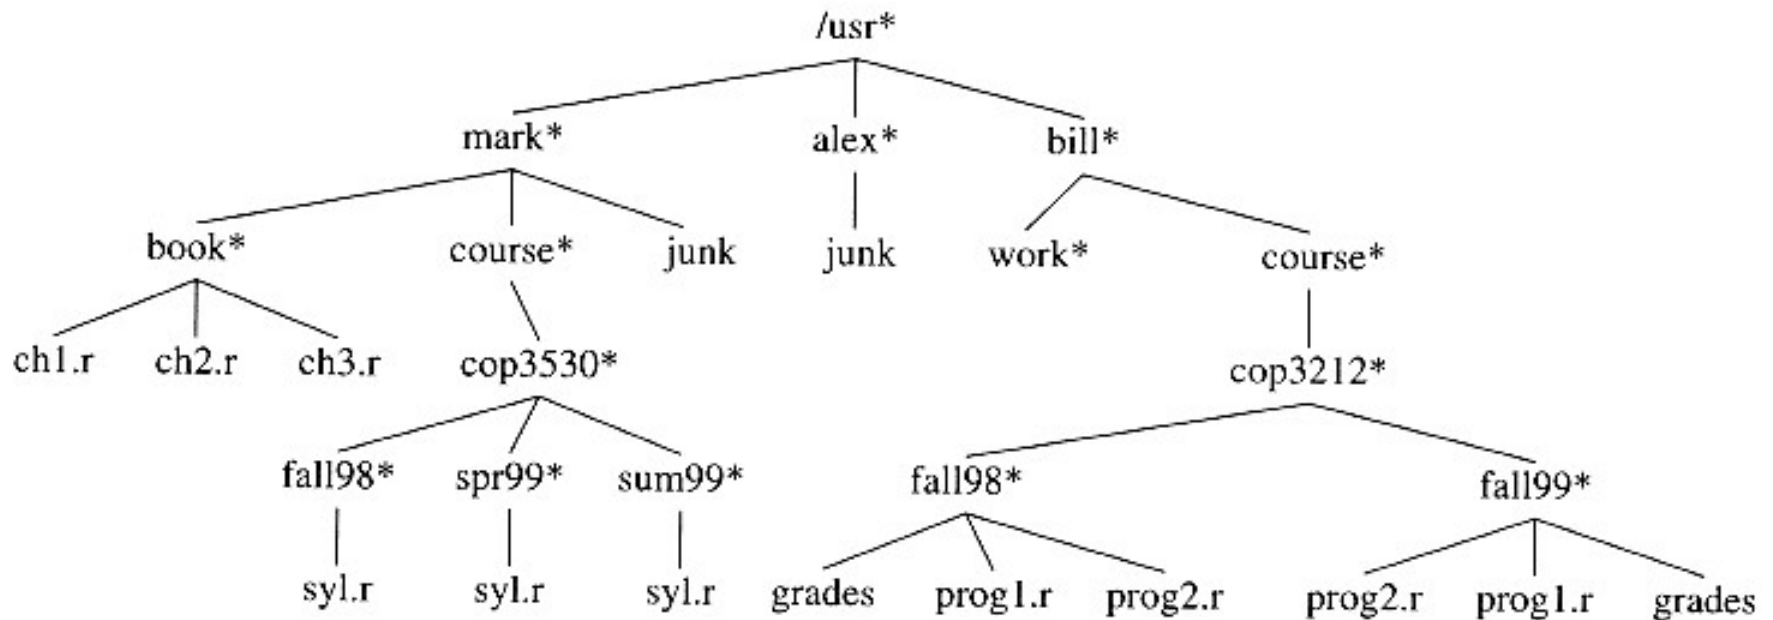 /usr*
mark* alex* bill*
book* course* junk junk work* course*
ch1.r ch2.r ch3.r cop3530* cop3212*
fall98* spr99* sum99* fall98* fall99*
syl.r syl.r syl.r grades prog1.r prog2.r prog2.r prog1.r grades